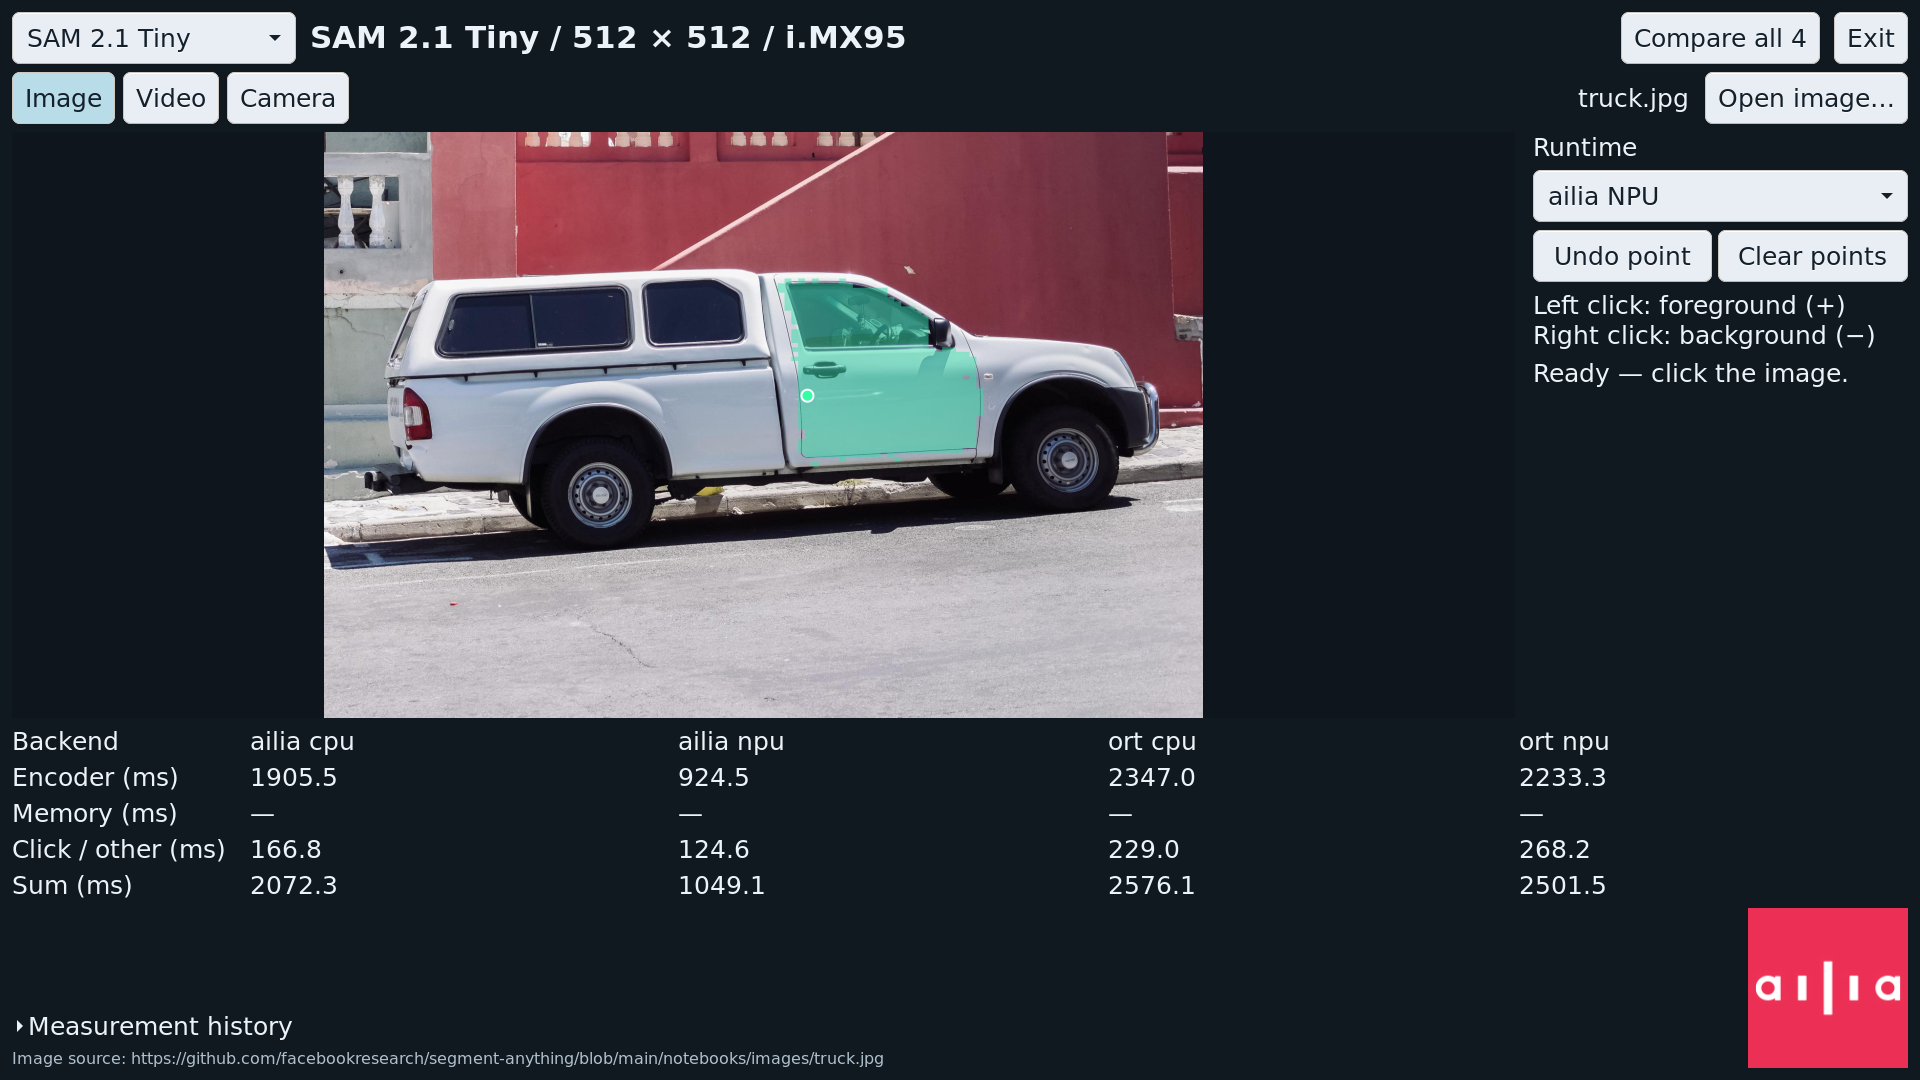 SAM 2.1 Tiny
SAM 2.1 Tiny / 512 × 512 / i.MX95
Compare all 4
Exit
Image
Video
Camera
truck.jpg
Open image...
Runtime
ailia NPU
Undo point
Clear points
Left click: foreground (+)
Right click: background (−)
Ready — click the image.
Backend ailia cpu ailia npu ort cpu ort npu
Encoder (ms) 1905.5 924.5 2347.0 2233.3
Memory (ms) — — — —
Click / other (ms) 166.8 124.6 229.0 268.2
Sum (ms) 2072.3 1049.1 2576.1 2501.5
ailia
Measurement history
Image source: https://github.com/facebookresearch/segment-anything/blob/main/notebooks/images/truck.jpg